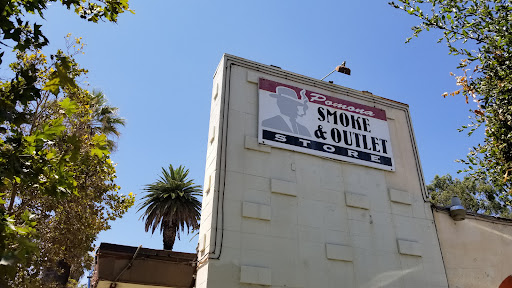 Pomona
SMOKE
& OUTLET
STORE